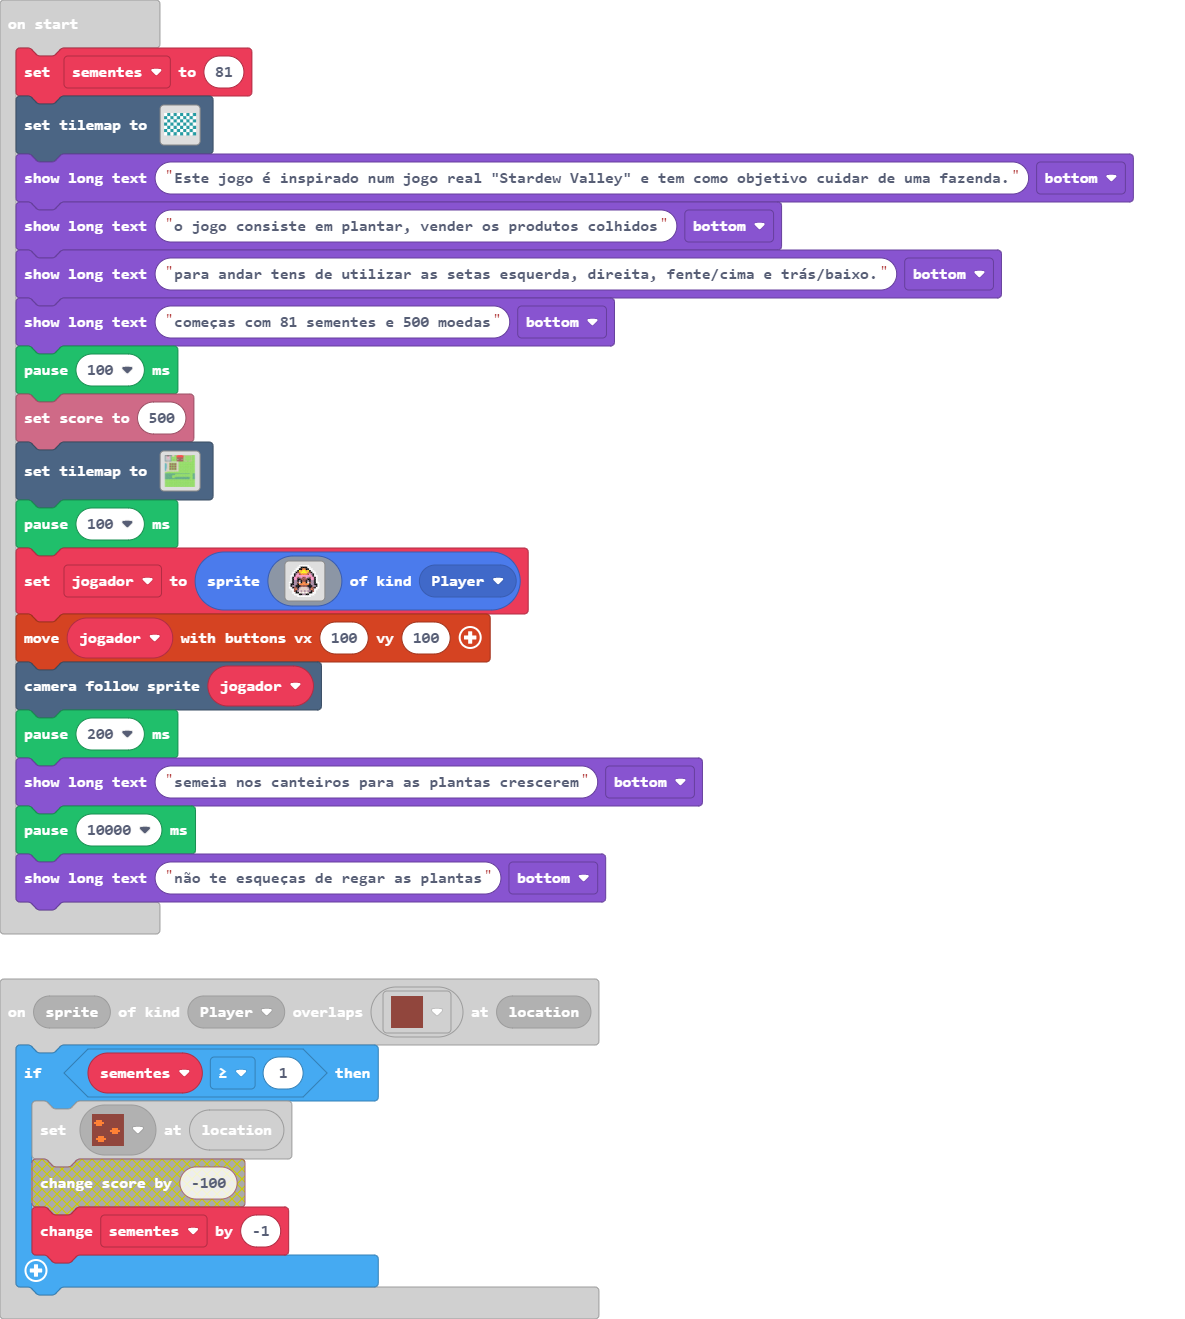 on start
set sementes to 81
set tilemap to
show long text "Este jogo é inspirado num jogo real "Stardew Valley" e tem como objetivo cuidar de uma fazenda." bottom
show long text "o jogo consiste em plantar, vender os produtos colhidos" bottom
show long text "para andar tens de utilizar as setas esquerda, direita, fente/cima e trás/baixo." bottom
show long text "começas com 81 sementes e 500 moedas" bottom
pause 100 ms
set score to 500
set tilemap to
pause 100 ms
set jogador to sprite of kind Player
move jogador with buttons vx 100 vy 100
camera follow sprite jogador
pause 200 ms
show long text "semeia nos canteiros para as plantas crescerem" bottom
pause 10000 ms
show long text "não te esqueças de regar as plantas" bottom
on sprite of kind Player overlaps at location
if sementes ≥ 1 then
set at location
change score by -100
change sementes by -1